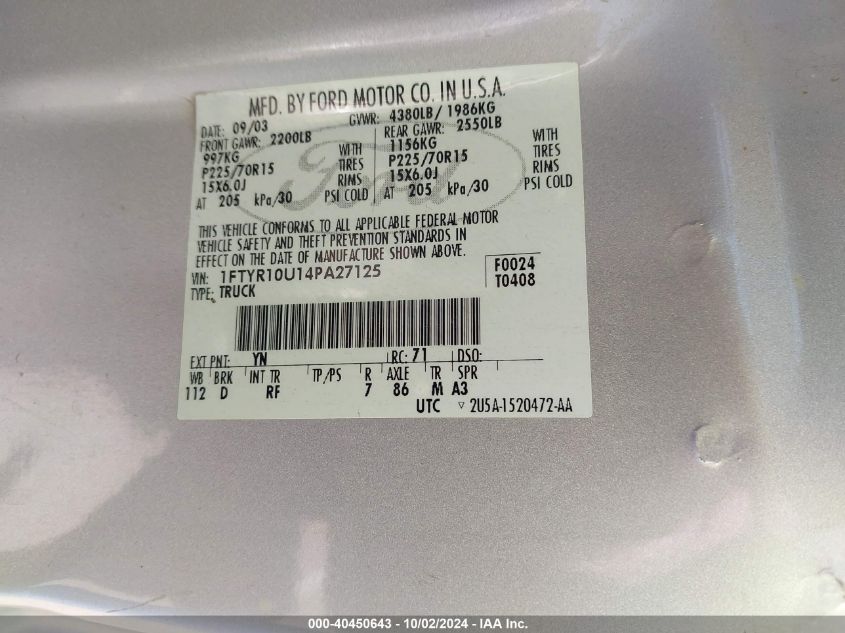 MFD. BY FORD MOTOR CO. IN U.S.A.
DATE: 09/03 GVWR: 4380LB/ 1986KG
FRONT GAWR: 2200LB REAR GAWR: 2550LB
997KG WITH 1156KG WITH
P225/70R15 TIRES P225/70R15 TIRES
15X6.0J RIMS 15X6.0J RIMS
AT 205 kPa/30 PSI COLD AT 205 kPa/30 PSI COLD
Ford
THIS VEHICLE CONFORMS TO ALL APPLICABLE FEDERAL MOTOR
VEHICLE SAFETY AND THEFT PREVENTION STANDARDS IN
EFFECT ON THE DATE OF MANUFACTURE SHOWN ABOVE.
VIN: 1FTYR10U14PA27125 F0024
TYPE: TRUCK T0408
EXT PNT: YN RC: 71 DSO:
WB BRK INT TR TP/PS R AXLE TR SPR
112 D RF 7 86 M A3
UTC ▽ 2U5A-1520472-AA
000-40450643 - 10/02/2024 - IAA Inc.